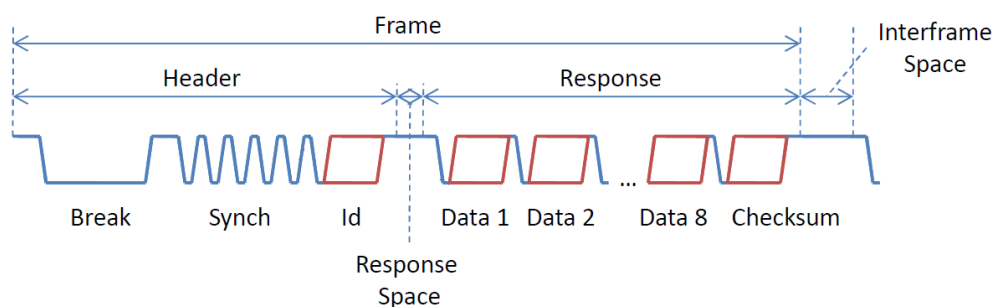 Frame
Interframe
Space
Header
Response
Break
Synch
Id
Data 1
Data 2
...
Data 8
Checksum
Response
Space